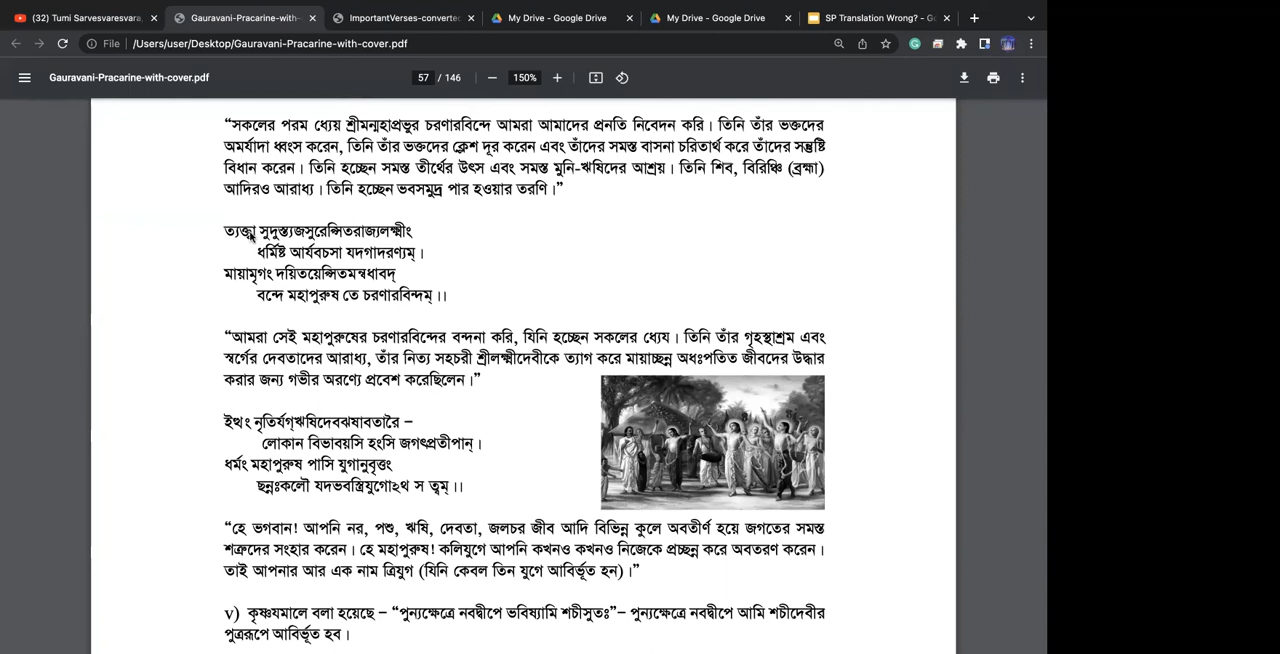 (32) Tumi Sarvesvaresvara,
Gauravani-Pracarine-with-
ImportantVerses-converted
My Drive - Google Drive
My Drive - Google Drive
SP Translation Wrong? - Go
File
/Users/user/Desktop/Gauravani-Pracarine-with-cover.pdf
Gauravani-Pracarine-with-cover.pdf
57 / 146
150%
“সকলের পরম ধ্যেয় শ্রীমন্মহাপ্রভুর চরণারবিন্দে আমরা আমাদের প্রনতি নিবেদন করি। তিনি তাঁর ভক্তদের
অমর্যাদা ধ্বংস করেন, তিনি তাঁর ভক্তদের ক্লেশ দূর করেন এবং তাঁদের সমস্ত বাসনা চরিতার্থ করে তাঁদের সন্তুষ্টি
বিধান করেন। তিনি হচ্ছেন সমস্ত তীর্থের উৎস এবং সমস্ত মুনি-ঋষিদের আশ্রয়। তিনি শিব, বিরিঞ্চি (ব্রহ্মা)
আদিরও আরাধ্য। তিনি হচ্ছেন ভবসমুদ্র পার হওয়ার তরণি।”
ত্যক্ত্বা সুদুস্ত্যজসুরেপ্সিতরাজ্যলক্ষ্মীং
ধর্মিষ্ট আর্যবচসা যদগাদরণ্যম্।
মায়ামৃগং দয়িতয়েপ্সিতমন্বধাবদ্
বন্দে মহাপুরুষ তে চরণারবিন্দম্।।
“আমরা সেই মহাপুরুষের চরণারবিন্দের বন্দনা করি, যিনি হচ্ছেন সকলের ধ্যেয। তিনি তাঁর গৃহস্থাশ্রম এবং
স্বর্গের দেবতাদের আরাধ্য, তাঁর নিত্য সহচরী শ্রীলক্ষ্মীদেবীকে ত্যাগ করে মায়াচ্ছন্ন অধঃপতিত জীবদের উদ্ধার
করার জন্য গভীর অরণ্যে প্রবেশ করেছিলেন।”
ইত্থং নৃতির্যগ্‌ঋষিদেবঝষাবতারৈ –
লোকান বিভাবয়সি হংসি জগৎপ্রতীপান্।
ধর্মং মহাপুরুষ পাসি যুগানুবৃত্তং
ছন্নঃকলৌ যদভবস্ত্রিযুগোঽথ স ত্বম্।।
“হে ভগবান! আপনি নর, পশু, ঋষি, দেবতা, জলচর জীব আদি বিভিন্ন কুলে অবতীর্ণ হয়ে জগতের সমস্ত
শত্রুদের সংহার করেন। হে মহাপুরুষ! কলিযুগে আপনি কখনও কখনও নিজেকে প্রচ্ছন্ন করে অবতরণ করেন।
তাই আপনার আর এক নাম ত্রিযুগ (যিনি কেবল তিন যুগে আবির্ভূত হন)।”
v) কৃষ্ণযমালে বলা হয়েছে – “পুন্যক্ষেত্রে নবদ্বীপে ভবিষ্যামি শচীসুতঃ”– পুন্যক্ষেত্রে নবদ্বীপে আমি শচীদেবীর
পুত্ররূপে আবির্ভূত হব।